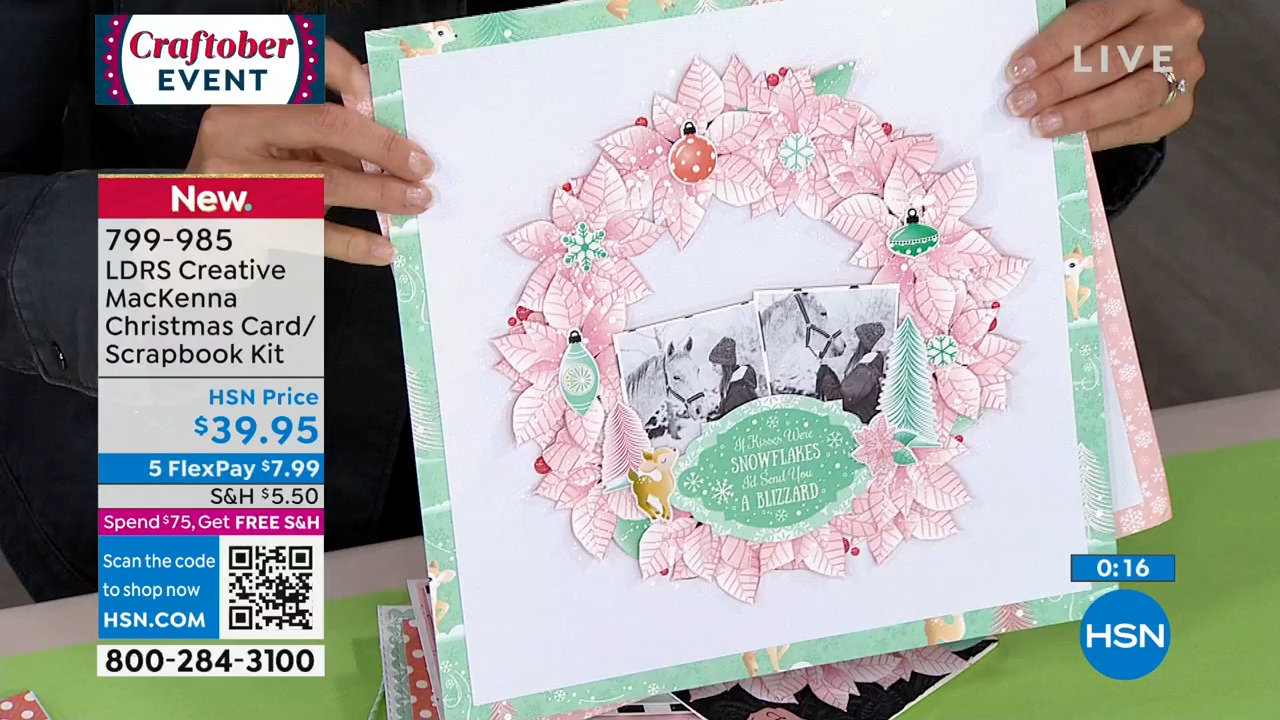 Craftober
EVENT
LIVE
New.
799-985
LDRS Creative
MacKenna
Christmas Card/
Scrapbook Kit
HSN Price
$39.95
5 FlexPay $7.99
S&H $5.50
Spend $75, Get FREE S&H
Scan the code
to shop now
HSN.COM
800-284-3100
If Kisses Were
SNOWFLAKES
I'd Send You
A BLIZZARD
0:16
HSN